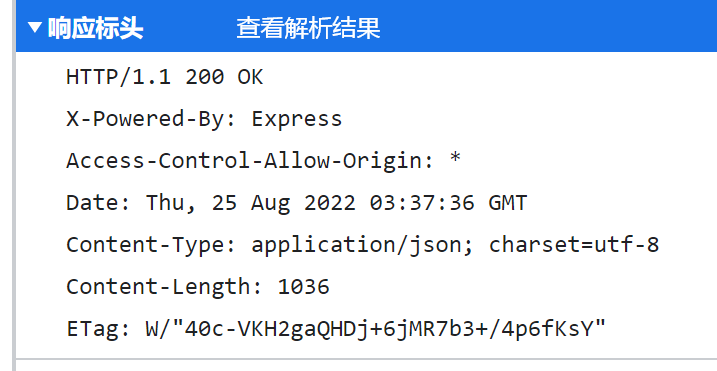 ▼响应标头 查看解析结果
HTTP/1.1 200 OK
X-Powered-By: Express
Access-Control-Allow-Origin: *
Date: Thu, 25 Aug 2022 03:37:36 GMT
Content-Type: application/json; charset=utf-8
Content-Length: 1036
ETag: W/"40c-VKH2gaQHDj+6jMR7b3+/4p6fKsY"